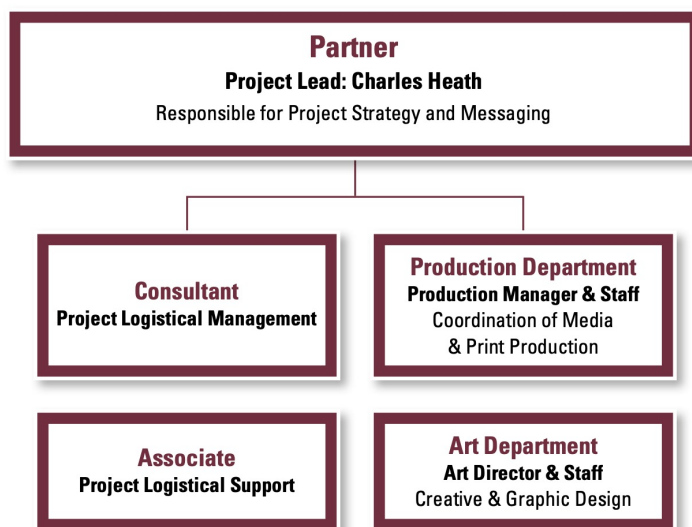 Partner
Project Lead: Charles Heath
Responsible for Project Strategy and Messaging
Consultant
Project Logistical Management
Production Department
Production Manager & Staff
Coordination of Media
& Print Production
Associate
Project Logistical Support
Art Department
Art Director & Staff
Creative & Graphic Design